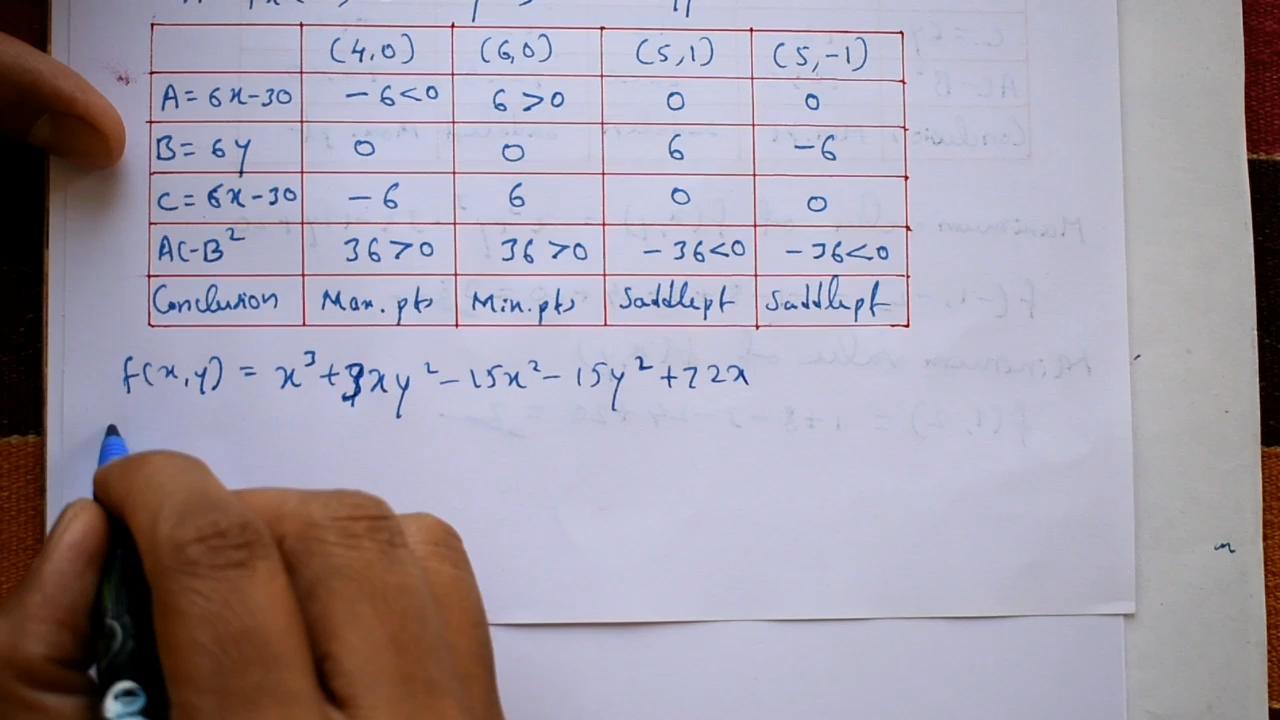 (4,0) (6,0) (5,1) (5,-1)
A = 6x-30 -6<0 6>0 0 0
B = 6y 0 0 6 -6
C = 6x-30 -6 6 0 0
AC-B² 36>0 36>0 -36<0 -36<0
Conclusion Max. pts Min. pts Saddle pt Saddle pt
f(x,y) = x³+3xy²-15x²-15y²+72x